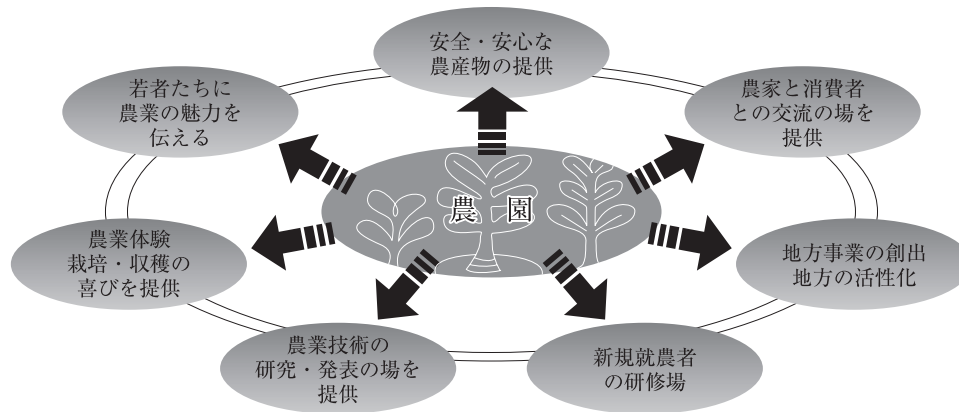 安全・安心な
農産物の提供
若者たちに
農業の魅力を
伝える
農家と消費者
との交流の場を
提供
農園
農業体験
栽培・収穫の
喜びを提供
地方事業の創出
地方の活性化
農業技術の
研究・発表の場を
提供
新規就農者
の研修場